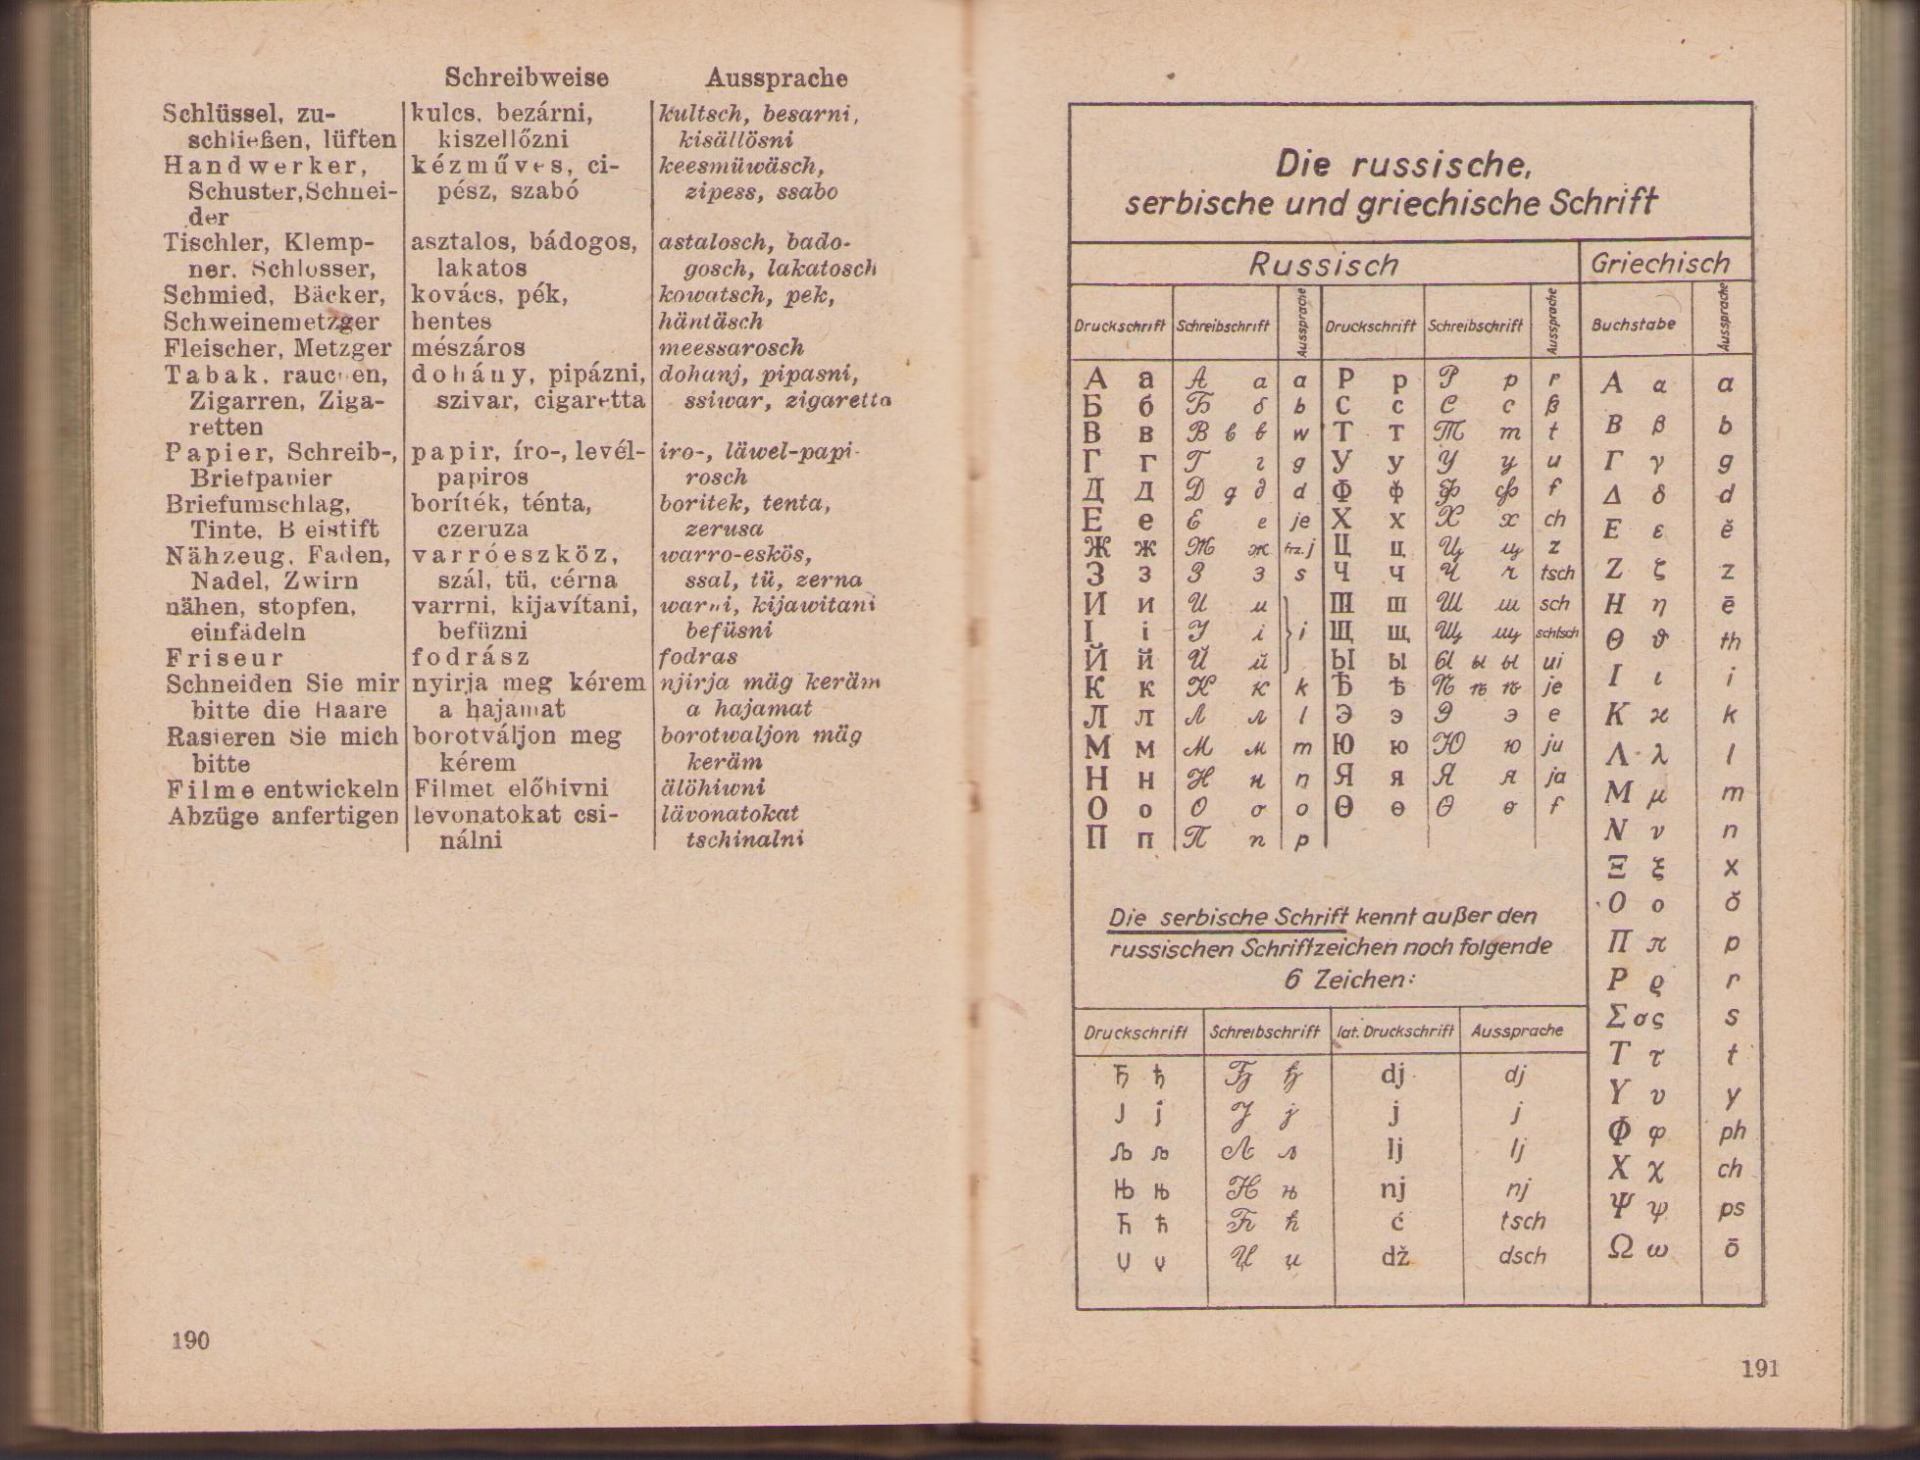 Schreibweise Aussprache
Schlüssel, zu- kulcs, bezárni, kultsch, besarni,
schließen, lüften kiszellőzni kisällösni
Handwerker, kézműves, ci- keesmüwäsch,
Schuster, Schnei- pész, szabó zipess, ssabo
der
Tischler, Klemp- asztalos, bádogos, astalosch, bado-
ner, Schlosser, lakatos gosch, lakatosch
Schmied, Bäcker, kovács, pék, kowatsch, pek,
Schweinemetzger hentes häntäsch
Fleischer, Metzger mészáros meessarosch
Tabak, rauchen, dohány, pipázni, dohanj, pipasni,
Zigarren, Ziga- szivar, cigaretta ssiwar, zigaretta
retten
Papier, Schreib-, papir, író-, levél- iro-, läwel-papi-
Briefpapier papiros rosch
Briefumschlag, boríték, ténta, boritek, tenta,
Tinte, Bleistift czeruza zerusa
Nähzeug, Faden, varróeszköz, warro-eskös,
Nadel, Zwirn szál, tü, cérna ssal, tü, zerna
nähen, stopfen, varrni, kijavítani, warni, kijawitani
einfädeln befüzni befüsni
Friseur fodrász fodras
Schneiden Sie mir nyirja meg kérem njirja mäg keräm
bitte die Haare a hajamat a hajamat
Rasieren Sie mich borotváljon meg borotwaljon mäg
bitte kérem keräm
Filme entwickeln Filmet előhivni älöhiwni
Abzüge anfertigen levonatokat csi- lävonatokat
nálni tschinalni
190
Die russische,
serbische und griechische Schrift
Russisch Griechisch
Druckschrift Schreibschrift Aussprache Druckschrift Schreibschrift Aussprache Buchstabe Aussprache
А а А а a Р р Р р r Α α a
Б б Б б b С с С с ß Β β b
В в В в в w Т т Т т t Γ γ g
Г г Г г g У у У у u Δ δ d
Д д Д д д d Ф ф Ф ф f Ε ε ĕ
Е е Е е je Х х Х х ch Ζ ζ z
Ж ж Ж ж frz. j Ц ц Ц ц z Η η ē
З з З з s Ч ч Ч ч tsch Θ ϑ th
И и И и Ш ш Ш ш sch Ι ι i
І і І і i Щ щ Щ щ schtsch Κ ϰ k
Й й Й й Ы ы Ы ы ы ui Λ λ l
К к К к k Ѣ ѣ Ѣ ѣ ѣ je Μ μ m
Л л Л л l Э э Э э e Ν ν n
М м М м m Ю ю Ю ю ju Ξ ξ x
Н н Н н n Я я Я я ja Ο ο ŏ
О о О о o Ѳ ѳ Ѳ ѳ f Π π p
П п П п p Ρ ϱ r
Σ σς s
Τ τ t
Υ υ y
Φ φ ph
Χ χ ch
Ψ ψ ps
Ω ω ō
Die serbische Schrift kennt außer den
russischen Schriftzeichen noch folgende
6 Zeichen:
Druckschrift Schreibschrift lat. Druckschrift Aussprache
Ђ ђ Ђ ђ dj dj
Ј ј Ј ј j j
Љ љ Љ љ lj lj
Њ њ Њ њ nj nj
Ћ ћ Ћ ћ ć tsch
Џ џ Џ џ dž dsch
191